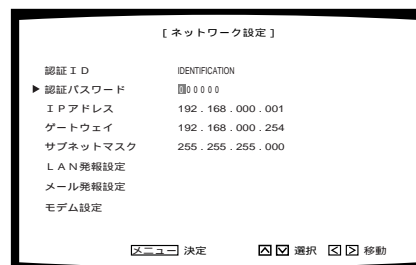 [ネットワーク設定]
認証ID IDENTIFICATION
▶認証パスワード 000000
IPアドレス 192.168.000.001
ゲートウェイ 192.168.000.254
サブネットマスク 255.255.255.000
LAN発報設定
メール発報設定
モデム設定
メニュー 決定 選択 移動